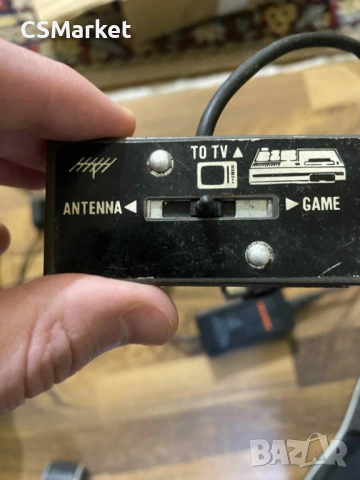 CSMarket
TO TV ▲
ANTENNA ◄ ► GAME
BAZAR